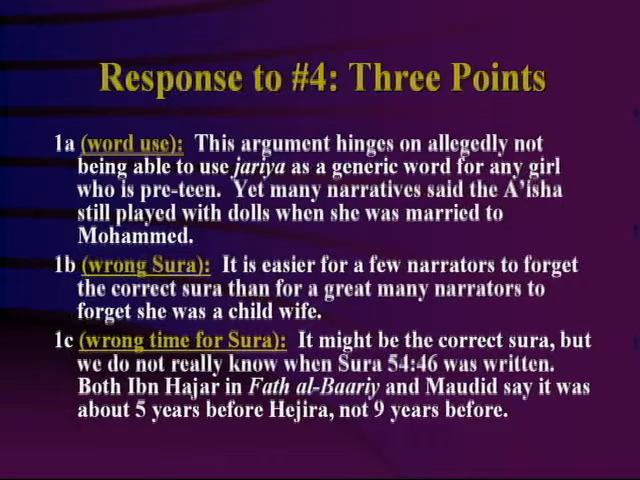 Response to #4: Three Points
1a (word use): This argument hinges on allegedly not
being able to use jariya as a generic word for any girl
who is pre-teen. Yet many narratives said the A'isha
still played with dolls when she was married to
Mohammed.
1b (wrong Sura): It is easier for a few narrators to forget
the correct sura than for a great many narrators to
forget she was a child wife.
1c (wrong time for Sura): It might be the correct sura, but
we do not really know when Sura 54:46 was written.
Both Ibn Hajar in Fath al-Baariy and Maudid say it was
about 5 years before Hejira, not 9 years before.